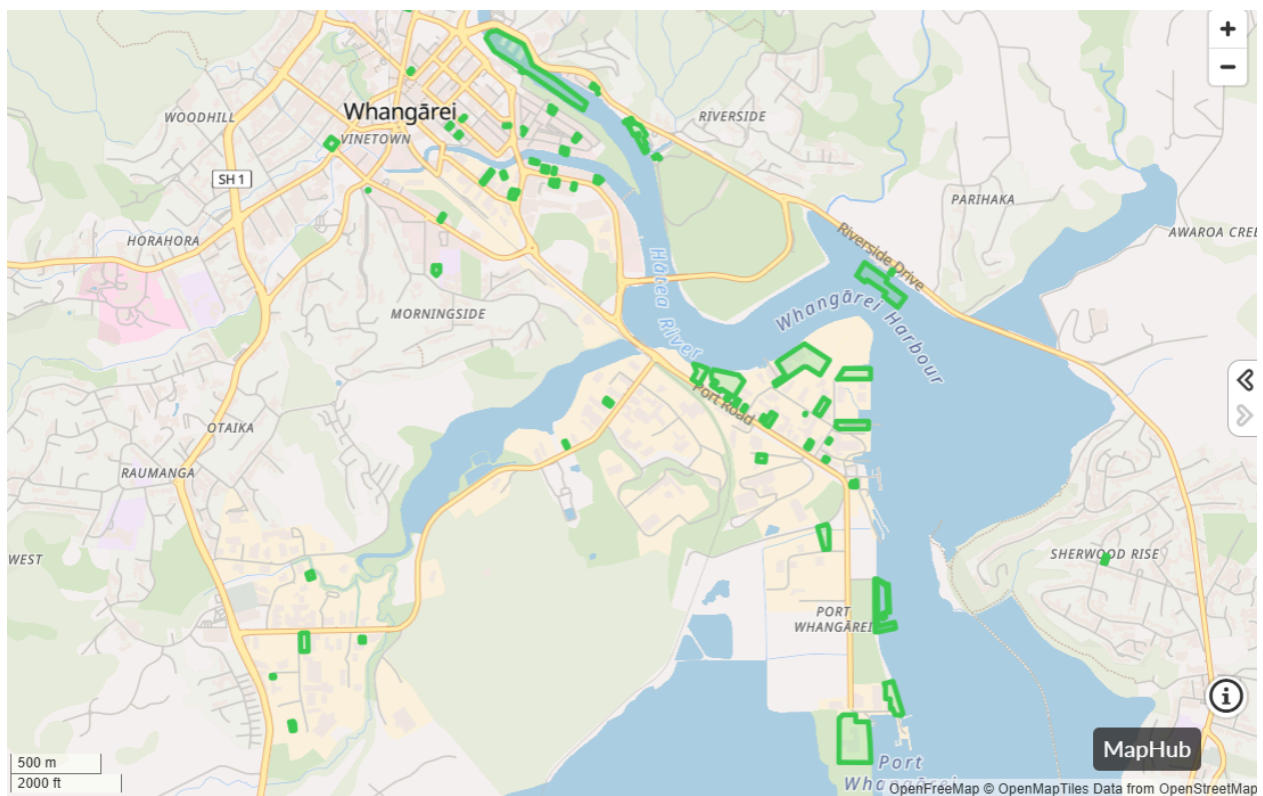 Whangārei
WOODHILL
VINETOWN
RIVERSIDE
SH 1
PARIHAKA
HORAHORA
AWAROA CREE
Riverside Drive
Hātea River
Whangārei Harbour
MORNINGSIDE
Port Road
OTAIKA
RAUMANGA
WEST
SHERWOOD RISE
PORT
WHANGĀREI
MapHub
500 m
2000 ft
Port
Whangārei
OpenFreeMap © OpenMapTiles Data from OpenStreetMap